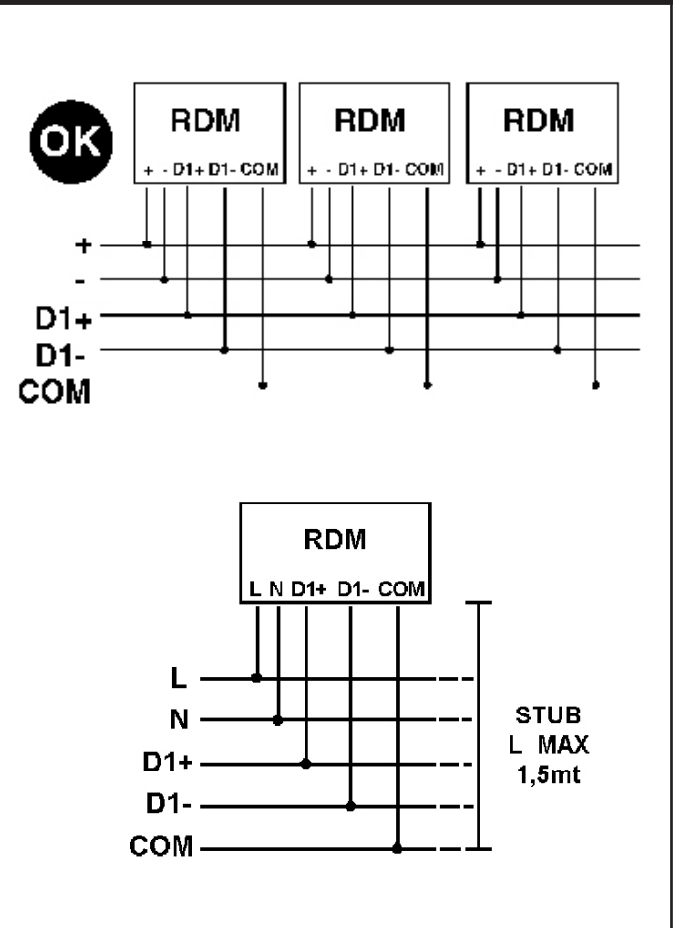 OK
RDM RDM RDM
+ - D1+ D1- COM + - D1+ D1- COM + - D1+ D1- COM
+
-
D1+
D1-
COM
RDM
L N D1+ D1- COM
L
N
D1+
D1-
COM
STUB
L MAX
1,5mt